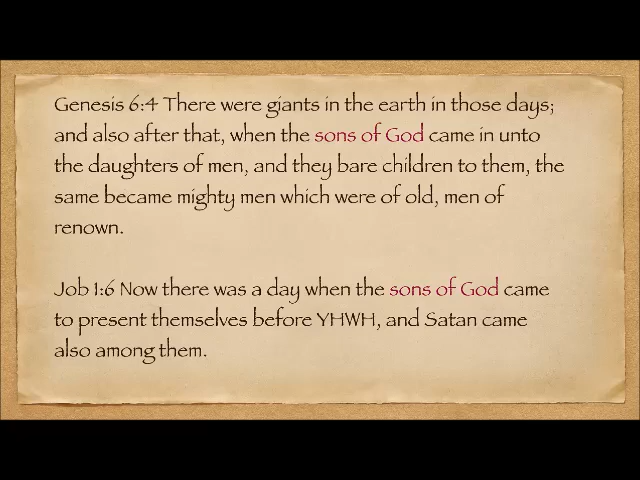 Genesis 6:4 There were giants in the earth in those days;
and also after that, when the sons of God came in unto
the daughters of men, and they bare children to them, the
same became mighty men which were of old, men of
renown.
Job 1:6 Now there was a day when the sons of God came
to present themselves before YHWH, and Satan came
also among them.